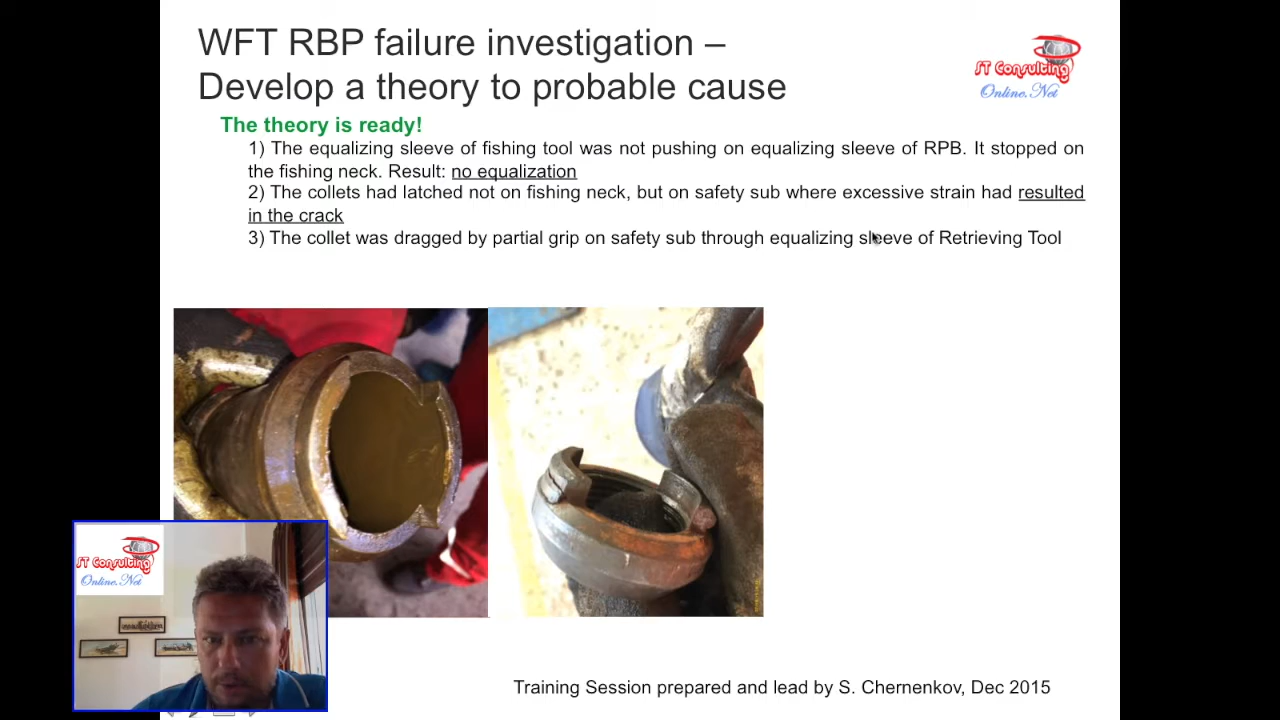 WFT RBP failure investigation –
Develop a theory to probable cause
ST Consulting
Online.Net
The theory is ready!
1) The equalizing sleeve of fishing tool was not pushing on equalizing sleeve of RPB. It stopped on
the fishing neck. Result: no equalization
2) The collets had latched not on fishing neck, but on safety sub where excessive strain had resulted
in the crack
3) The collet was dragged by partial grip on safety sub through equalizing sleeve of Retrieving Tool
ST Consulting
Online.Net
Training Session prepared and lead by S. Chernenkov, Dec 2015